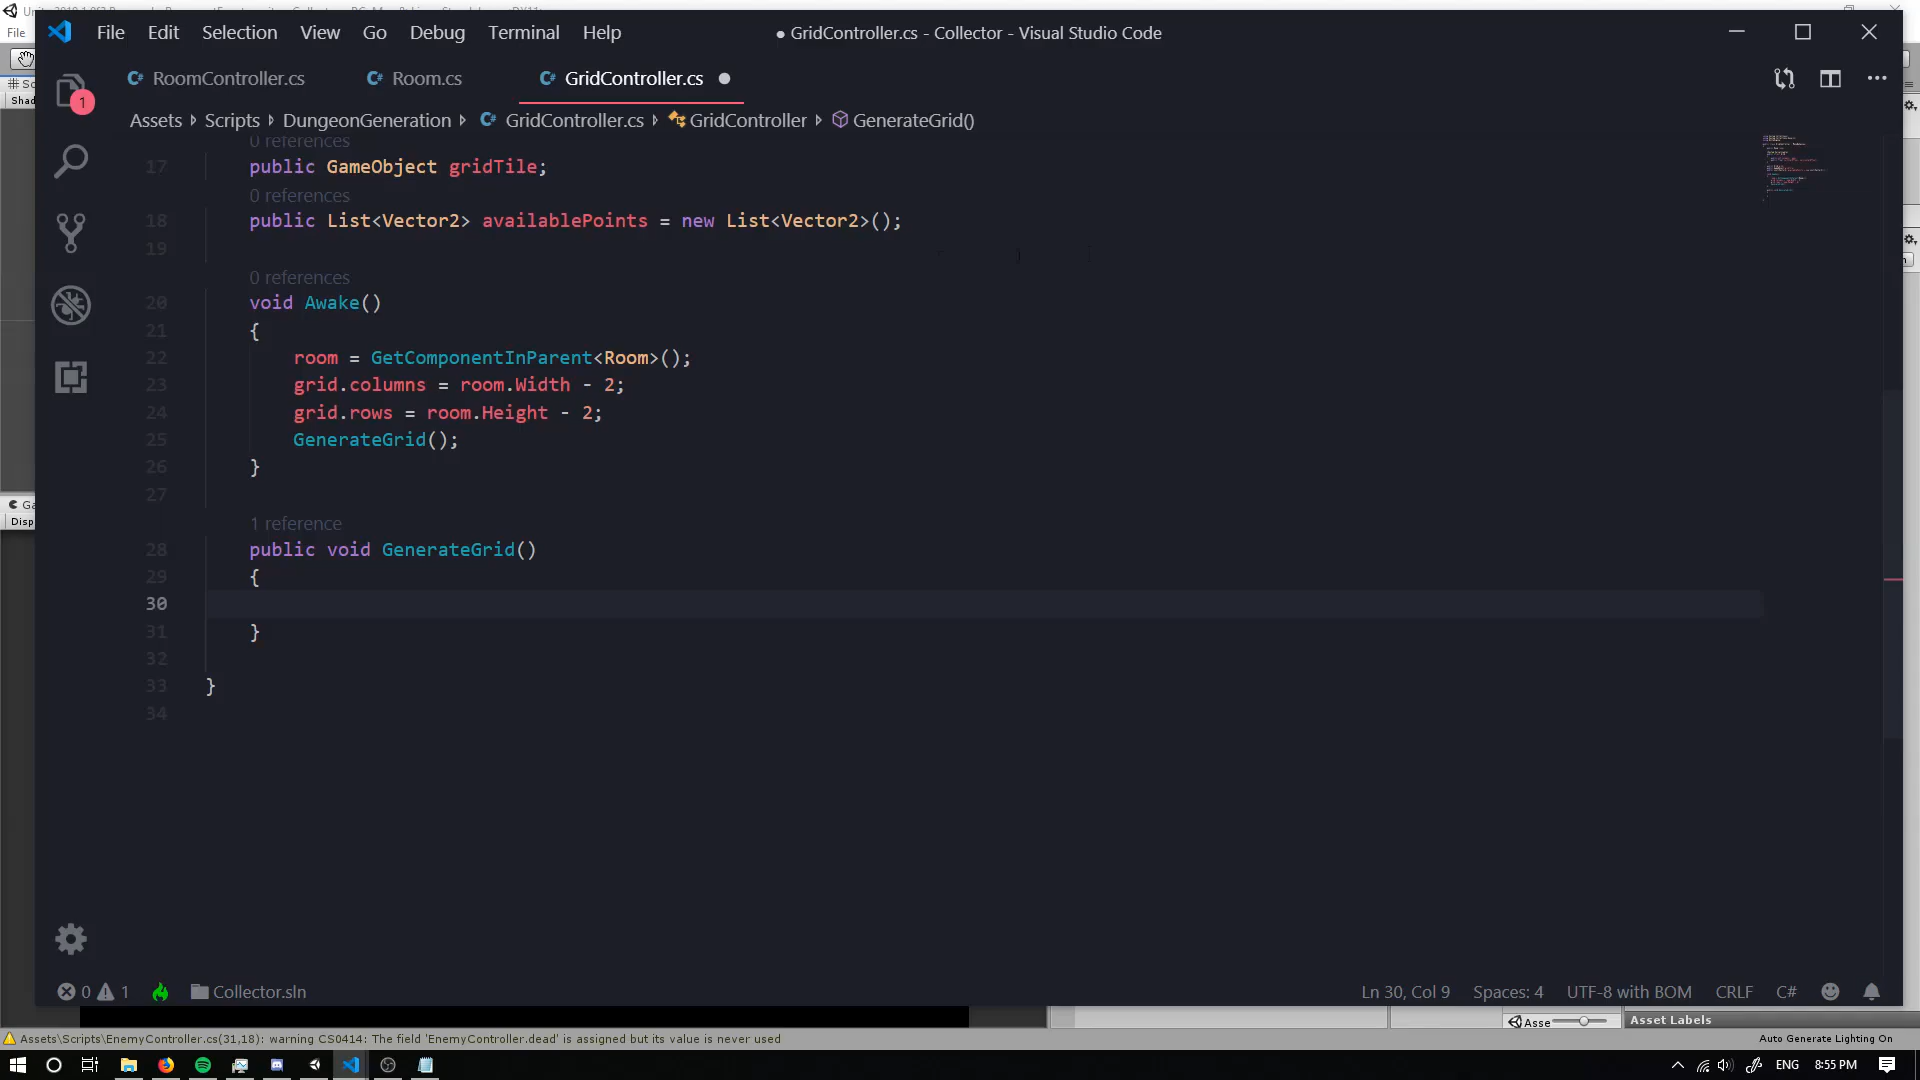 File Edit Selection View Go Debug Terminal Help
● GridController.cs - Collector - Visual Studio Code
File
RoomController.cs Room.cs GridController.cs
Assets Scripts DungeonGeneration GridController.cs GridController GenerateGrid()
1
0 references
17 public GameObject gridTile;
0 references
18 public List<Vector2> availablePoints = new List<Vector2>();
19
0 references
20 void Awake()
21 {
22 room = GetComponentInParent<Room>();
23 grid.columns = room.Width - 2;
24 grid.rows = room.Height - 2;
25 GenerateGrid();
26 }
27
1 reference
28 public void GenerateGrid()
29 {
30
31 }
32
33 }
34
0 1 Collector.sln
Ln 30, Col 9 Spaces: 4 UTF-8 with BOM CRLF C#
Asse Asset Labels
Assets\Scripts\EnemyController.cs(31,18): warning CS0414: The field 'EnemyController.dead' is assigned but its value is never used
Auto Generate Lighting On
ENG 8:55 PM